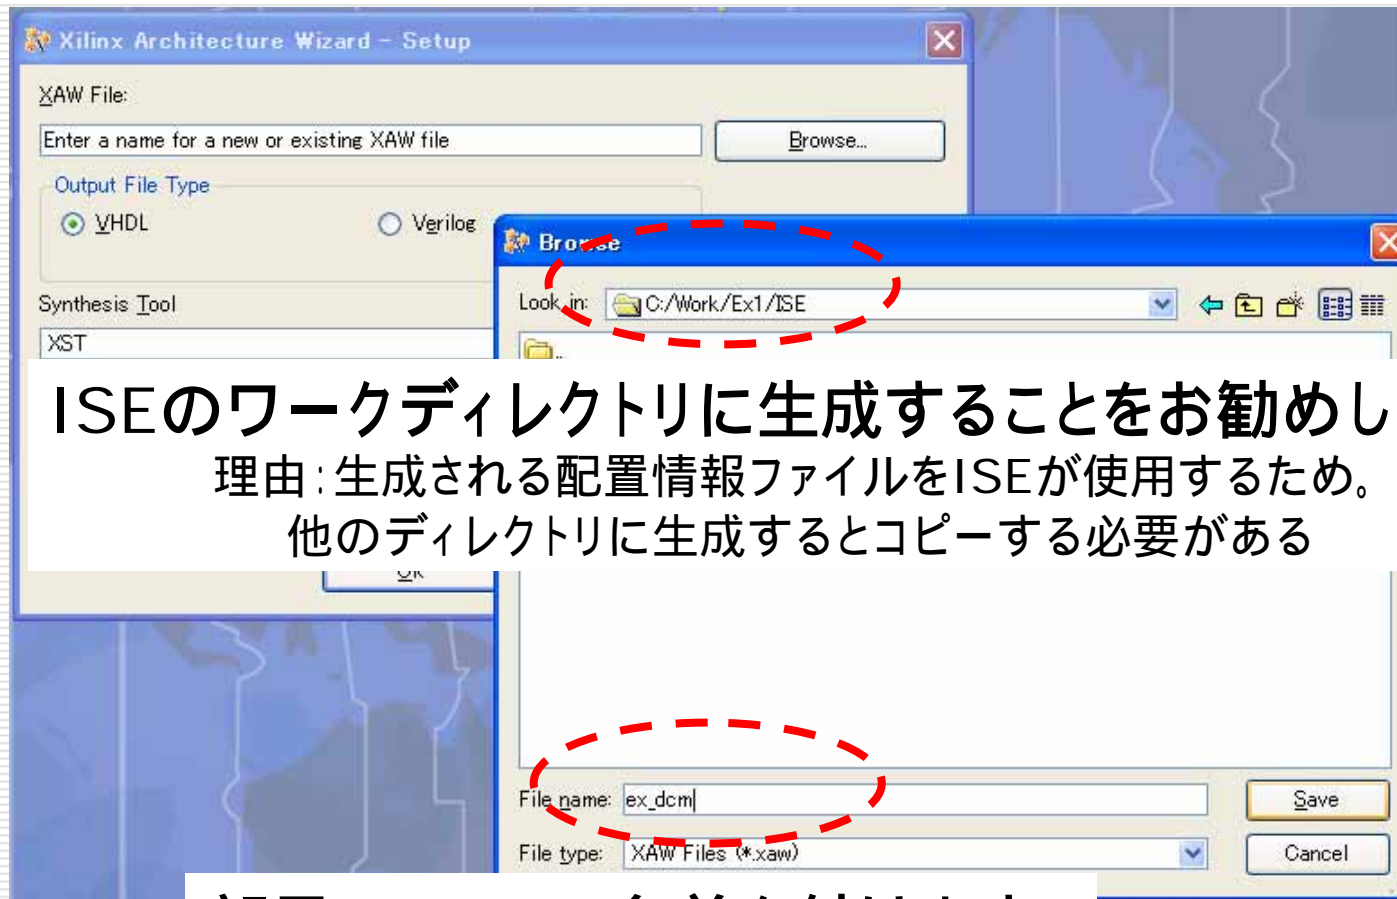 Xilinx Architecture Wizard - Setup
XAW File:
Enter a name for a new or existing XAW file
Browse...
Output File Type
VHDL
Verilog
Synthesis Tool
XST
Browse
Look in:
C:/Work/Ex1/ISE
..
ISEのワークディレクトリに生成することをお勧めし
理由:生成される配置情報ファイルをISEが使用するため。
他のディレクトリに生成するとコピーする必要がある
OK
File name:
ex_dcm
Save
File type:
XAW Files (*.xaw)
Cancel